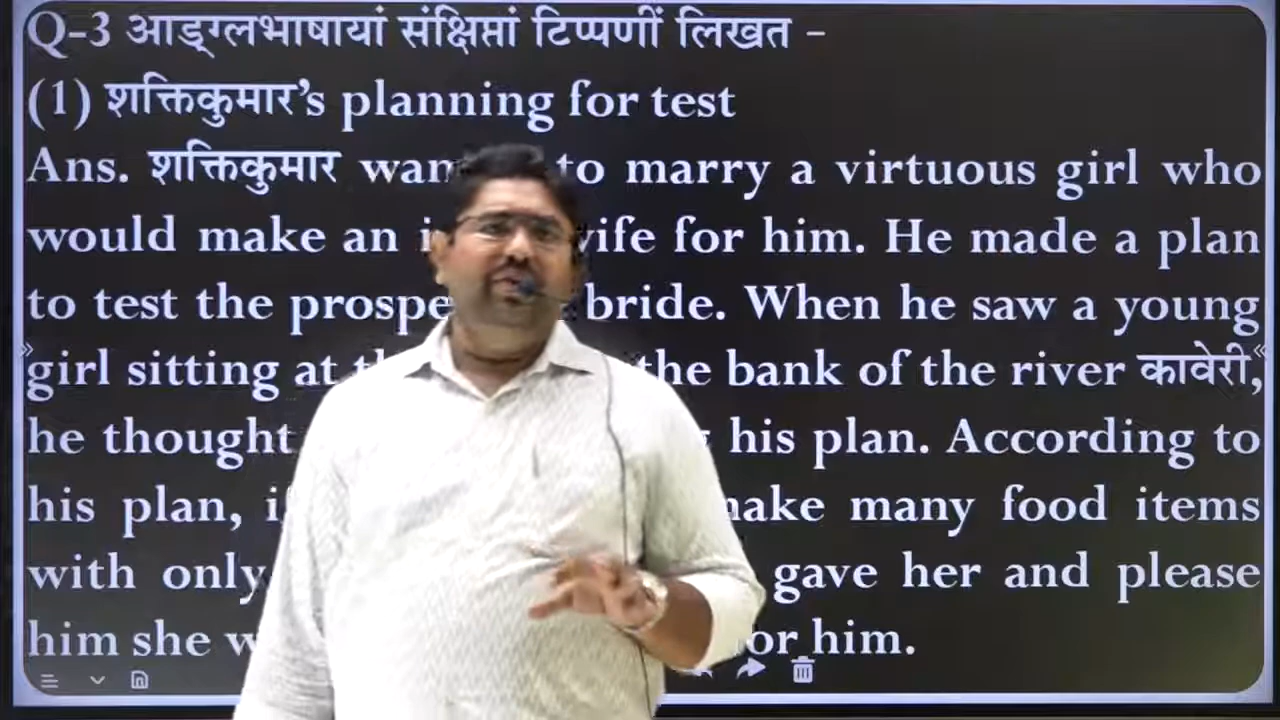 Q-3 आङ्ग्लभाषायां संक्षिप्तां टिप्पणीं लिखत -
(1) शक्तिकुमार's planning for test
Ans. शक्तिकुमार to marry a virtuous girl who
would make an wife for him. He made a plan
to test the bride. When he saw a young
girl sitting at the bank of the river कावेरी,
he thought his plan. According to
his plan, make many food items
with only gave her and please
him she for him.